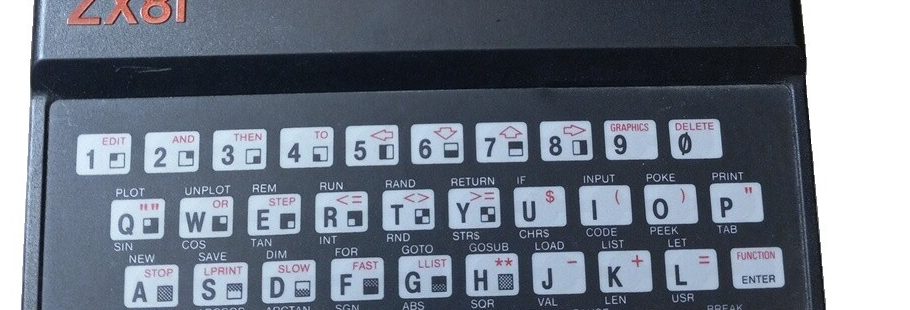 ZX81
EDIT AND THEN TO GRAPHICS DELETE
1 2 3 4 5 6 7 8 9 0
PLOT UNPLOT REM RUN RAND RETURN IF INPUT POKE PRINT
"" OR STEP <= <> >= $ ( ) "
Q W E R T Y U I O P
SIN COS TAN INT RND STR$ CHR$ CODE PEEK TAB
NEW SAVE DIM FOR GOTO GOSUB LOAD LIST LET
STOP LPRINT SLOW FAST LLIST ** - + = FUNCTION
A S D F G H J K L ENTER
ARCCOS ARCTAN SGN ABS SQR VAL LEN USR
BREAK